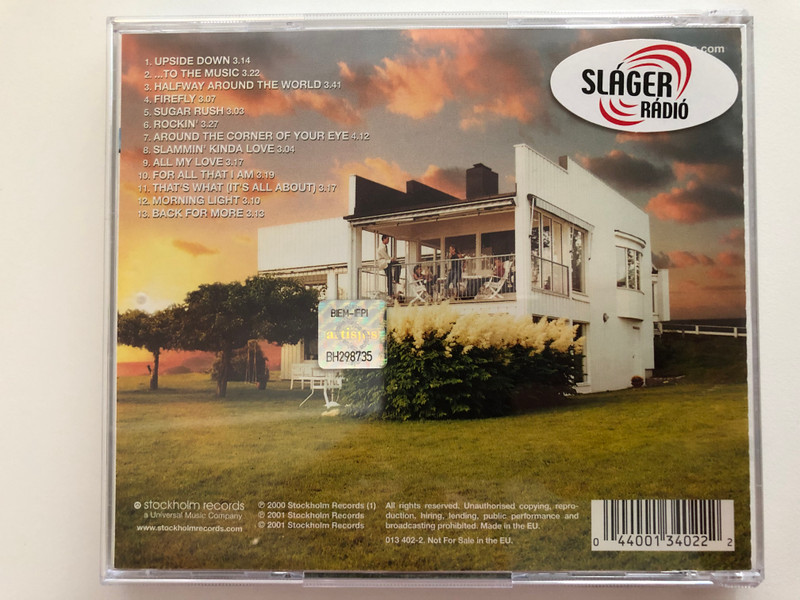 .com
SLÁGER
RÁDIÓ
1. UPSIDE DOWN 3.14
2. ...TO THE MUSIC 3.22
3. HALFWAY AROUND THE WORLD 3.41
4. FIREFLY 3.07
5. SUGAR RUSH 3.03
6. ROCKIN' 3.27
7. AROUND THE CORNER OF YOUR EYE 4.12
8. SLAMMIN' KINDA LOVE 3.04
9. ALL MY LOVE 3.17
10. FOR ALL THAT I AM 3.19
11. THAT'S WHAT (IT'S ALL ABOUT) 3.17
12. MORNING LIGHT 3.10
13. BACK FOR MORE 3.13
BIEM-IFPI
artisjus
BH298735
stockholm records
a Universal Music Company
www.stockholmrecords.com
℗ 2000 Stockholm Records (1)
℗ 2001 Stockholm Records
© 2001 Stockholm Records
All rights reserved. Unauthorised copying, repro-
duction, hiring, lending, public performance and
broadcasting prohibited. Made in the EU.
013 402-2. Not For Sale in the EU.
0 44001 34022 2